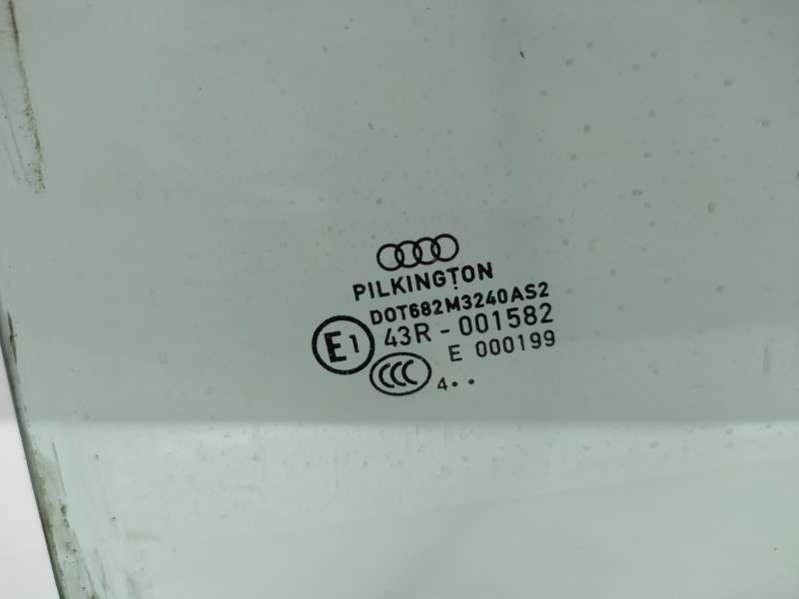 PILKINGTON
DOT682M3240AS2
E1 43R - 001582
E 000199
CCC
4. .